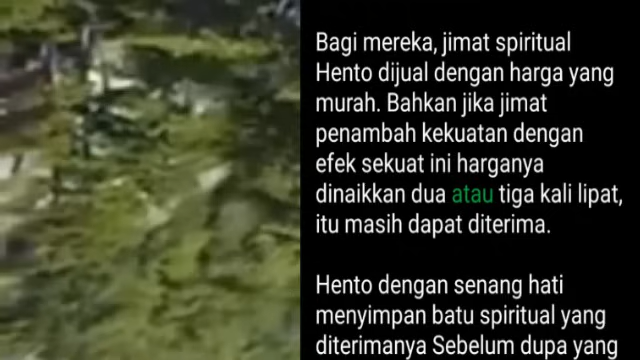 Bagi mereka, jimat spiritual
Hento dijual dengan harga yang
murah. Bahkan jika jimat
penambah kekuatan dengan
efek sekuat ini harganya
dinaikkan dua atau tiga kali lipat,
itu masih dapat diterima.
Hento dengan senang hati
menyimpan batu spiritual yang
diterimanya Sebelum dupa yang